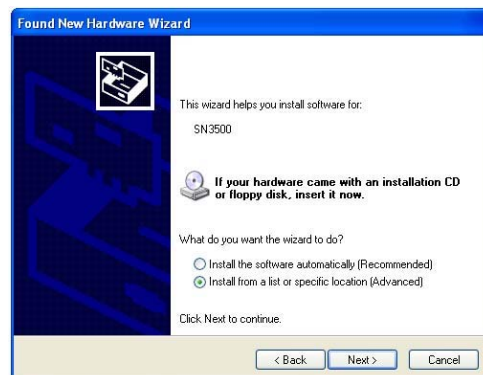 Found New Hardware Wizard
This wizard helps you install software for:
SN3500
If your hardware came with an installation CD
or floppy disk, insert it now.
What do you want the wizard to do?
Install the software automatically (Recommended)
Install from a list or specific location (Advanced)
Click Next to continue.
< Back
Next >
Cancel